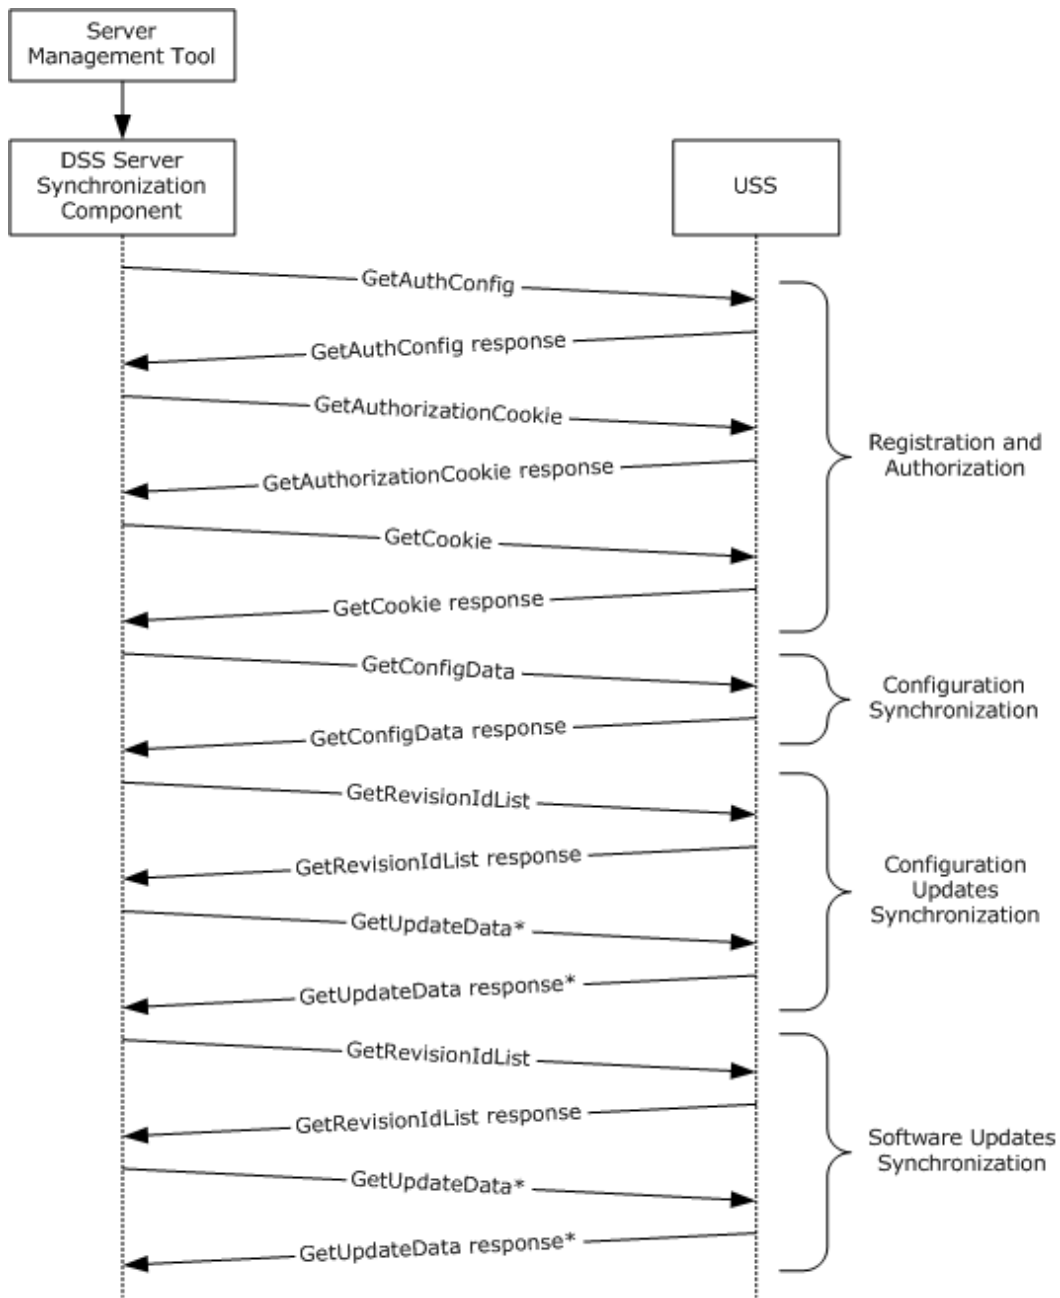 Server
Management Tool
DSS Server
Synchronization
Component
USS
GetAuthConfig
GetAuthConfig response
GetAuthorizationCookie
GetAuthorizationCookie response
GetCookie
GetCookie response
Registration and
Authorization
GetConfigData
GetConfigData response
Configuration
Synchronization
GetRevisionIdList
GetRevisionIdList response
GetUpdateData*
GetUpdateData response*
Configuration
Updates
Synchronization
GetRevisionIdList
GetRevisionIdList response
GetUpdateData*
GetUpdateData response*
Software Updates
Synchronization